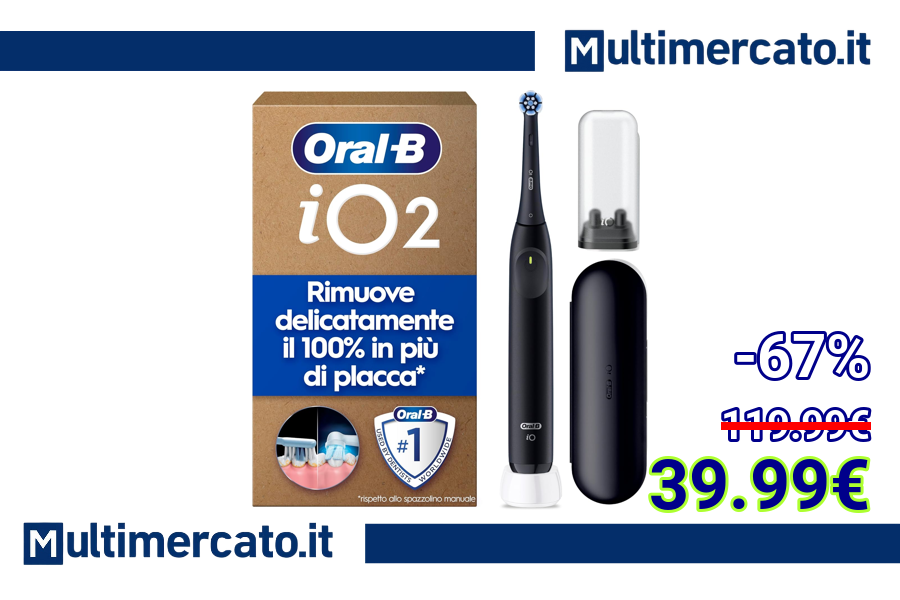 Multimercato.it
Oral-B
iO2
Rimuove
delicatamente
il 100% in più
di placca*
Oral-B
#1
USED BY DENTISTS WORLDWIDE
*rispetto allo spazzolino manuale
Oral-B
iO
-67%
119.99€
39.99€
Multimercato.it